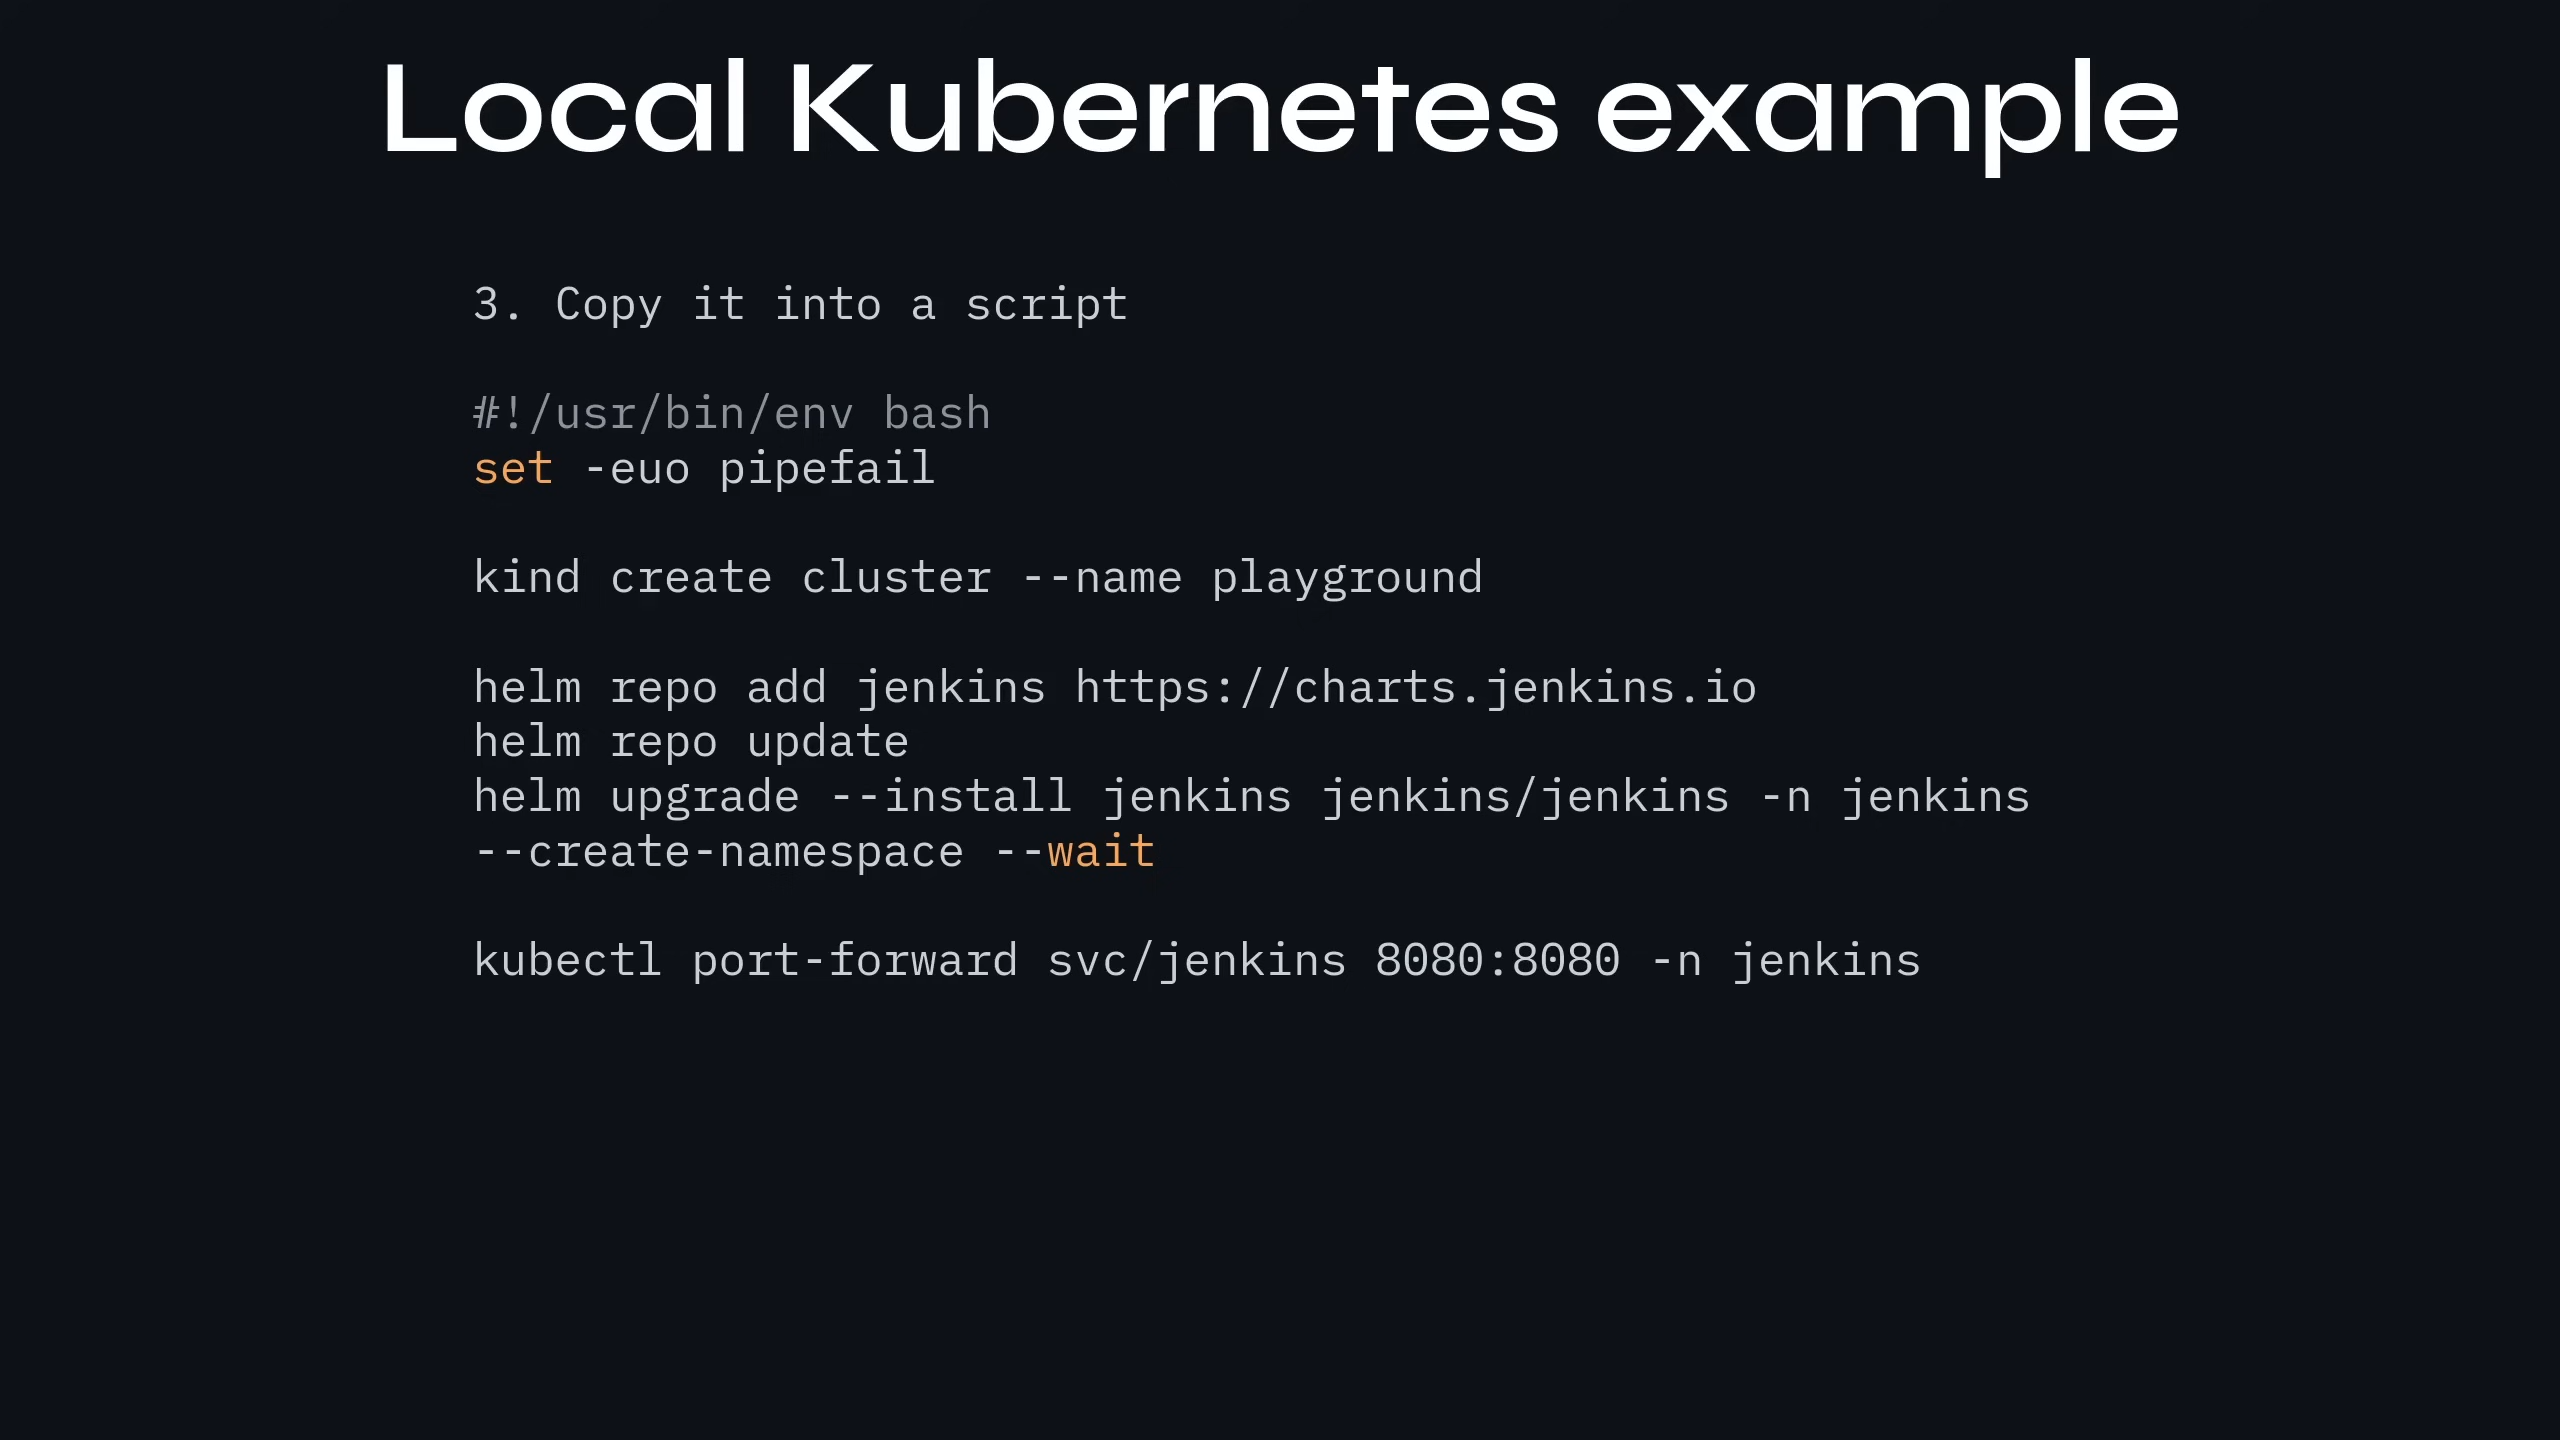 Local Kubernetes example
3. Copy it into a script
#!/usr/bin/env bash
set -euo pipefail
kind create cluster --name playground
helm repo add jenkins https://charts.jenkins.io
helm repo update
helm upgrade --install jenkins jenkins/jenkins -n jenkins
--create-namespace --wait
kubectl port-forward svc/jenkins 8080:8080 -n jenkins